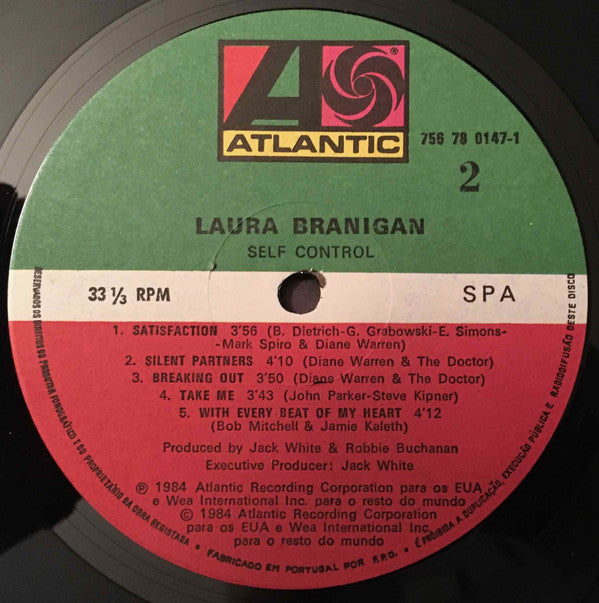 ®
ATLANTIC
756 78 0147-1
2
LAURA BRANIGAN
SELF CONTROL
33 1/3 RPM
SPA
1. SATISFACTION 3'56 (B. Dietrich-G. Grabowski-E. Simons-
-Mark Spiro & Diane Warren)
2. SILENT PARTNERS 4'10 (Diane Warren & The Doctor)
3. BREAKING OUT 3'50 (Diane Warren & The Doctor)
4. TAKE ME 3'43 (John Parker-Steve Kipner)
5. WITH EVERY BEAT OF MY HEART 4'12
(Bob Mitchell & Jamie Kaleth)
Produced by Jack White & Robbie Buchanan
Executive Producer: Jack White
℗ 1984 Atlantic Recording Corporation para os EUA
e Wea International Inc. para o resto do mundo
© 1984 Atlantic Recording Corporation
para os EUA e Wea International Inc.
para o resto do mundo
RESERVADOS OS DIREITOS DO PRODUTOR FONOGRÁFICO E DO PROPRIETÁRIO DA OBRA REGISTADA • FABRICADO EM PORTUGAL POR F.P.G. • É PROIBIDA A DUPLICAÇÃO, EXECUÇÃO PÚBLICA E RADIODIFUSÃO DESTE DISCO